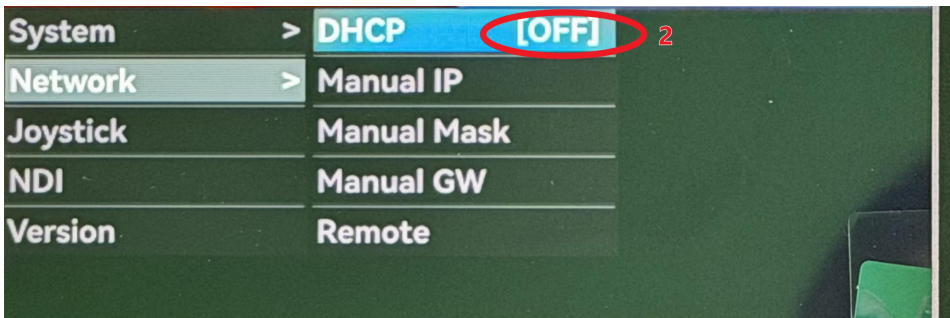 System > DHCP [OFF] 2
Network > Manual IP
Joystick Manual Mask
NDI Manual GW
Version Remote